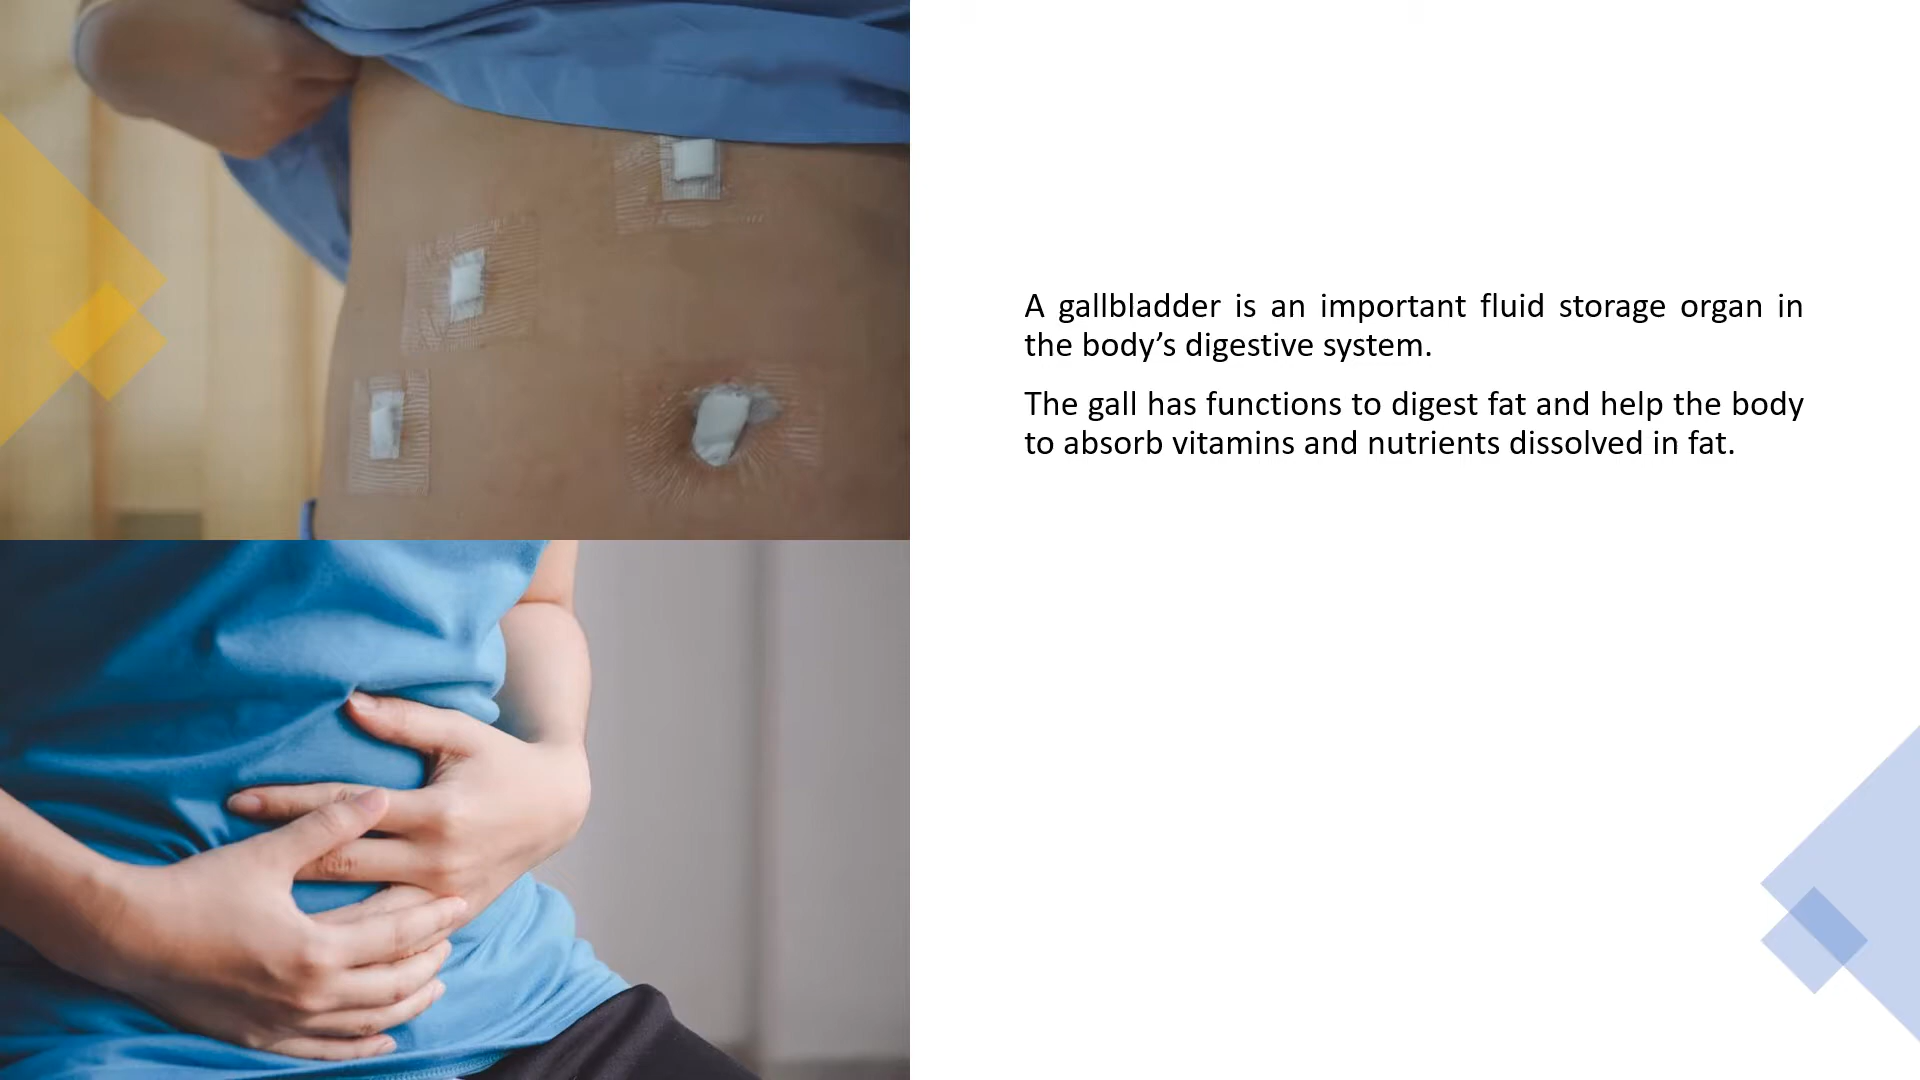 A gallbladder is an important fluid storage organ in
the body’s digestive system.
The gall has functions to digest fat and help the body
to absorb vitamins and nutrients dissolved in fat.